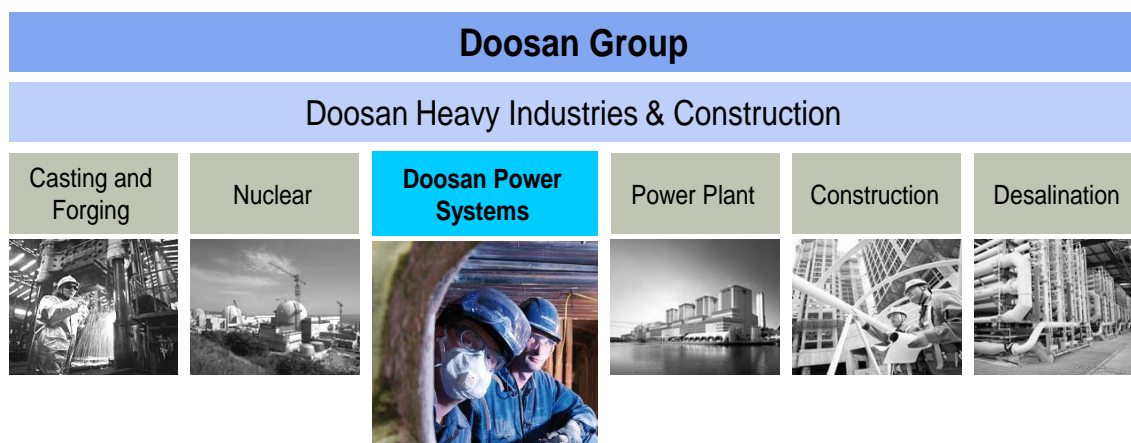 Doosan Group
Doosan Heavy Industries & Construction
Casting and
Forging
Nuclear
Doosan Power
Systems
Power Plant
Construction
Desalination